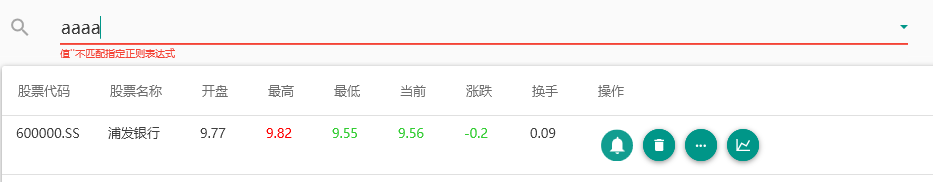 aaaa
值''不匹配指定正则表达式
股票代码 股票名称 开盘 最高 最低 当前 涨跌 换手 操作
600000.SS 浦发银行 9.77 9.82 9.55 9.56 -0.2 0.09